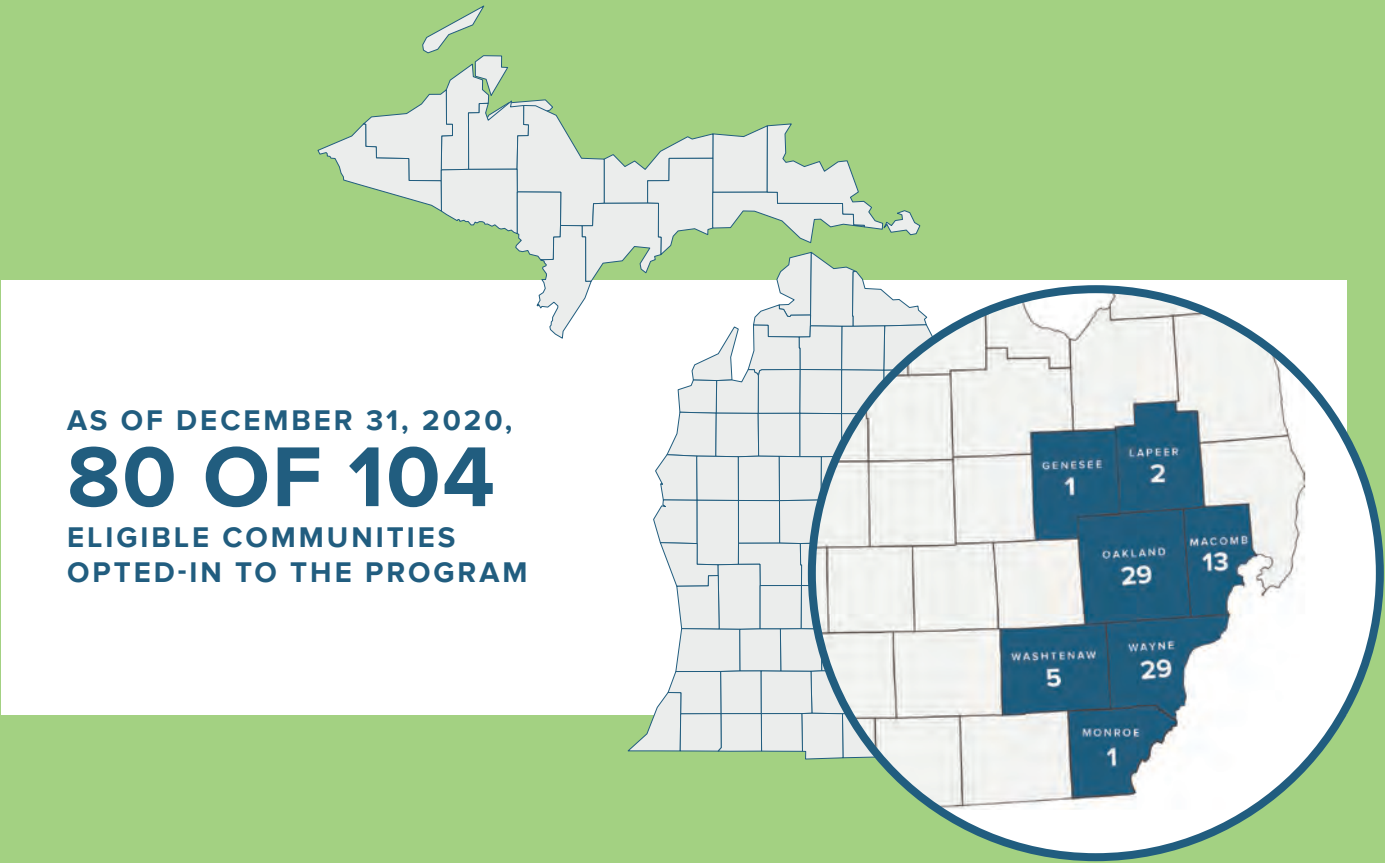 AS OF DECEMBER 31, 2020,
80 OF 104
ELIGIBLE COMMUNITIES
OPTED-IN TO THE PROGRAM
GENESEE
1
LAPEER
2
OAKLAND
29
MACOMB
13
WASHTENAW
5
WAYNE
29
MONROE
1